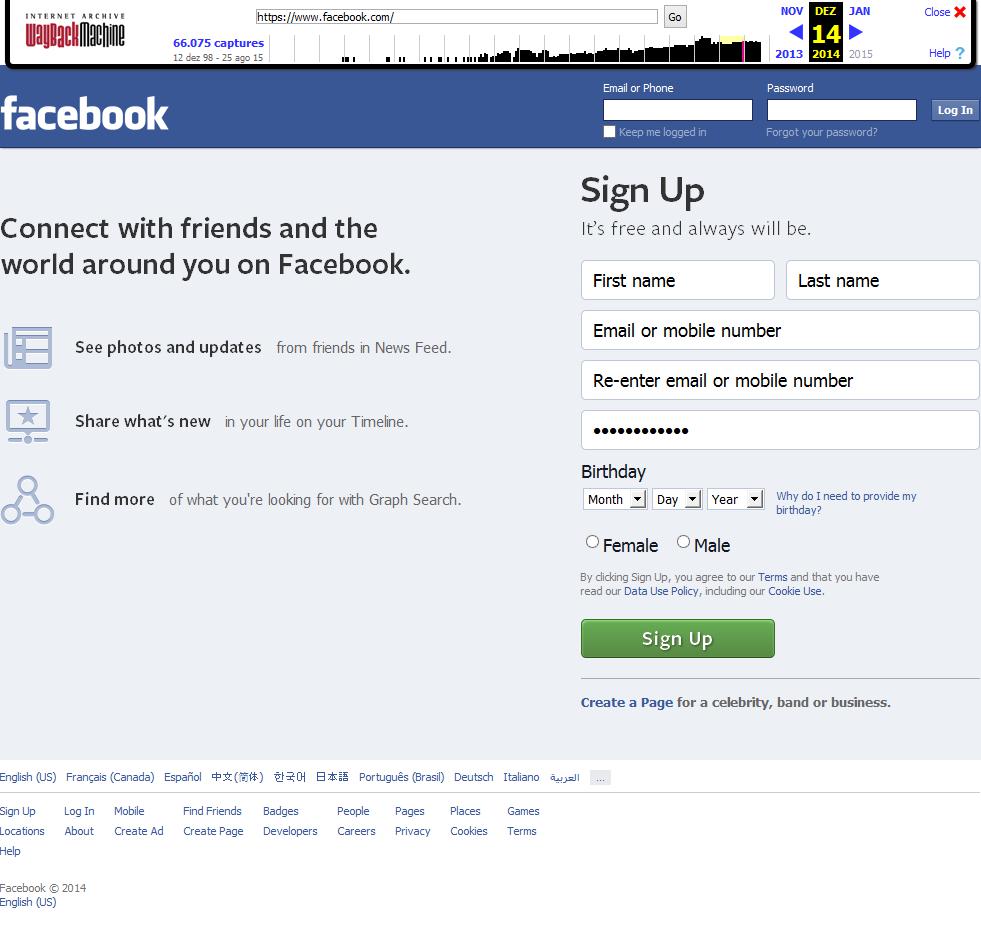 INTERNET ARCHIVE
WayBackMachine
https://www.facebook.com/
Go
66.075 captures
12 dez 98 - 25 ago 15
NOV DEZ JAN
14
2013 2014 2015
Close
Help ?
facebook
Email or Phone
Password
Log In
Keep me logged in
Forgot your password?
Connect with friends and the
world around you on Facebook.
See photos and updates from friends in News Feed.
Share what's new in your life on your Timeline.
Find more of what you're looking for with Graph Search.
Sign Up
It's free and always will be.
First name
Last name
Email or mobile number
Re-enter email or mobile number
••••••••••••
Birthday
Month Day Year
Why do I need to provide my
birthday?
Female Male
By clicking Sign Up, you agree to our Terms and that you have
read our Data Use Policy, including our Cookie Use.
Sign Up
Create a Page for a celebrity, band or business.
English (US) Français (Canada) Español 中文(简体) 한국어 日本語 Português (Brasil) Deutsch Italiano العربية ...
Sign Up Log In Mobile Find Friends Badges People Pages Places Games
Locations About Create Ad Create Page Developers Careers Privacy Cookies Terms
Help
Facebook © 2014
English (US)